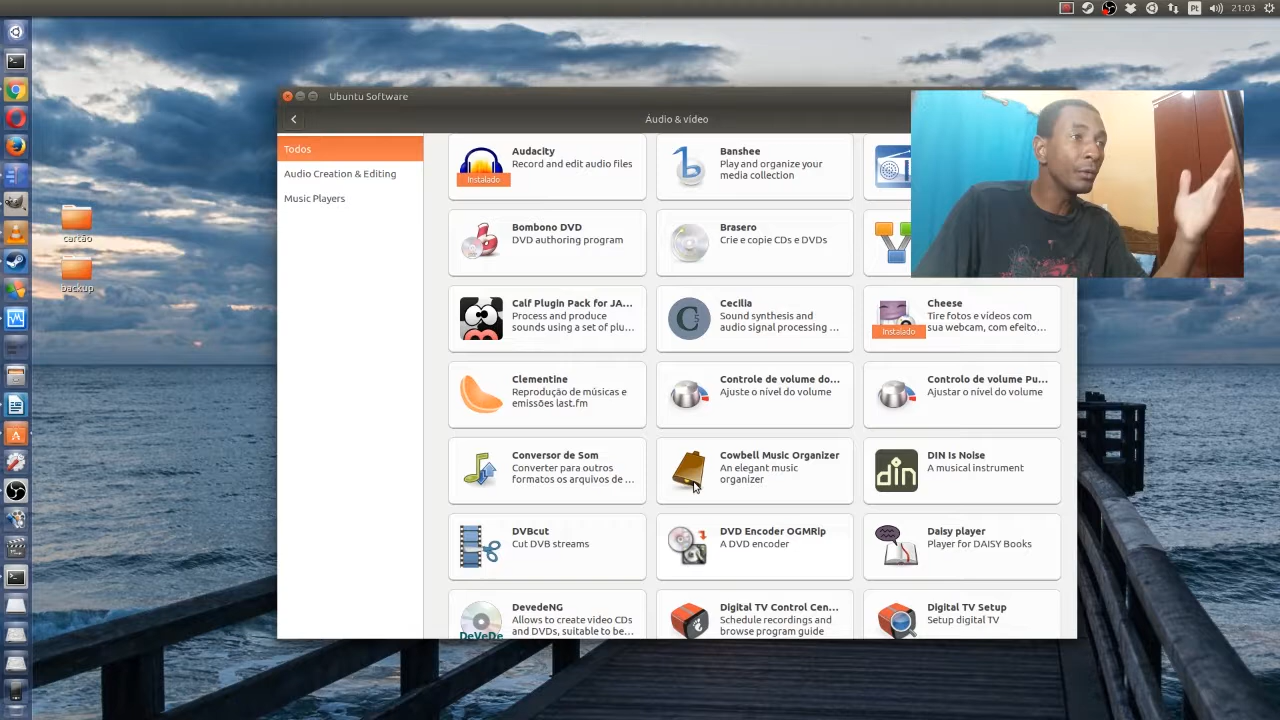 Pt
21:03
Ubuntu Software
Áudio & vídeo
Todos
Audio Creation & Editing
Music Players
cartão
backup
Audacity
Record and edit audio files
Instalado
Banshee
Play and organize your
media collection
Bombono DVD
DVD authoring program
Brasero
Crie e copie CDs e DVDs
Calf Plugin Pack for JA...
Process and produce
sounds using a set of plu...
Cecilia
Sound synthesis and
audio signal processing ...
Cheese
Tire fotos e vídeos com
sua webcam, com efeito...
Instalado
Clementine
Reprodução de músicas e
emissões last.fm
Controle de volume do...
Ajuste o nível do volume
Controlo de volume Pu...
Ajustar o nível do volume
Conversor de Som
Converter para outros
formatos os arquivos de ...
Cowbell Music Organizer
An elegant music
organizer
din
DIN Is Noise
A musical instrument
DVBcut
Cut DVB streams
DVD Encoder OGMRip
A DVD encoder
Daisy player
Player for DAISY Books
DeVeDe
DevedeNG
Allows to create video CDs
and DVDs, suitable to be...
Digital TV Control Cen...
Schedule recordings and
browse program guide
Digital TV Setup
Setup digital TV